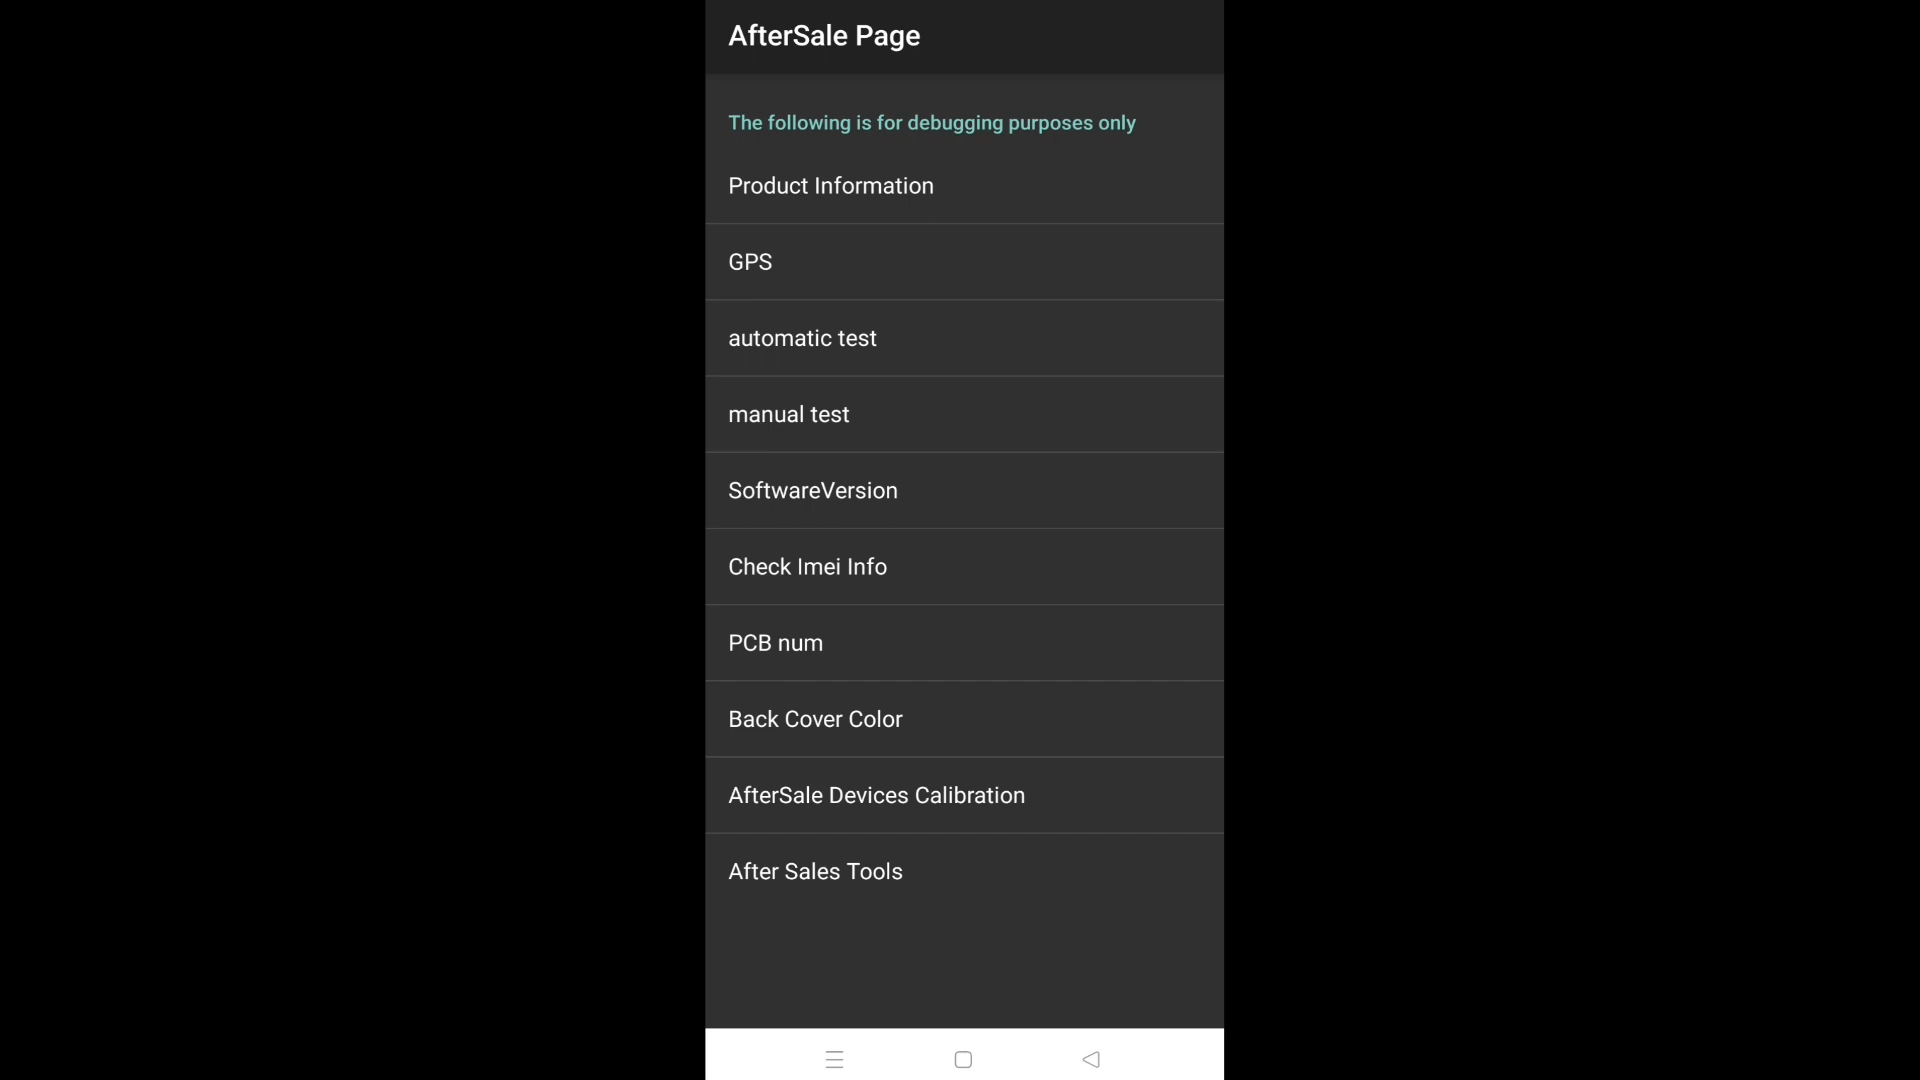 AfterSale Page
The following is for debugging purposes only
Product Information
GPS
automatic test
manual test
SoftwareVersion
Check Imei Info
PCB num
Back Cover Color
AfterSale Devices Calibration
After Sales Tools